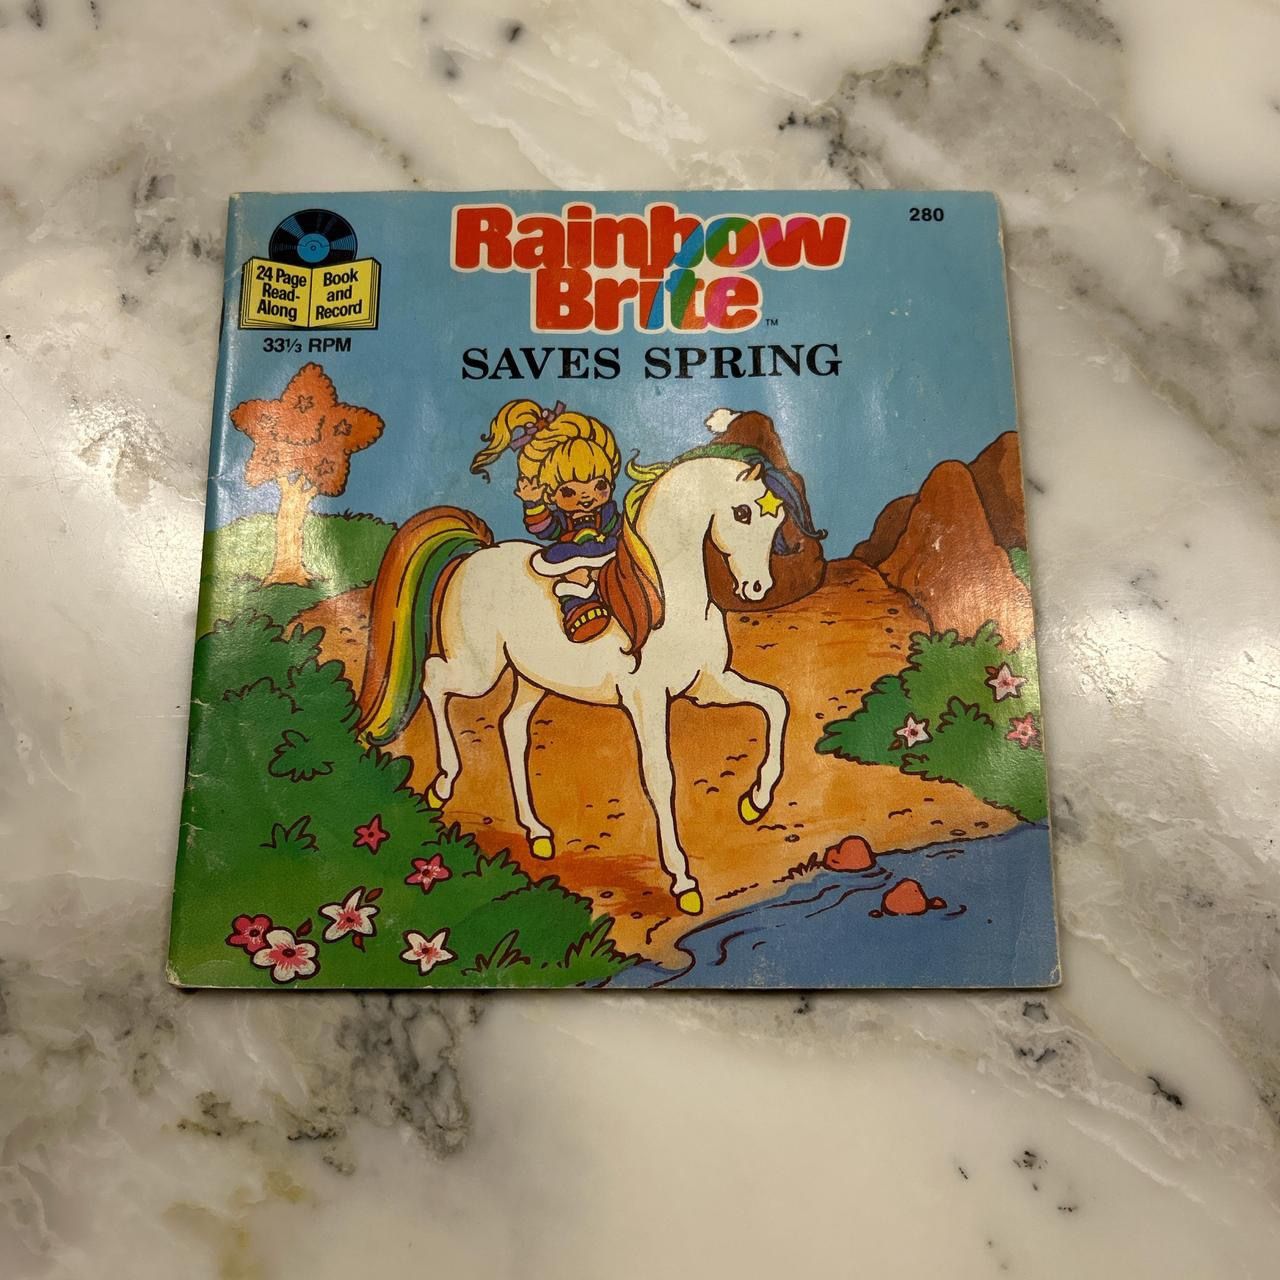 24 Page
Read-
Along
Book
and
Record
33⅓ RPM
Rainbow
Brite™
SAVES SPRING
280